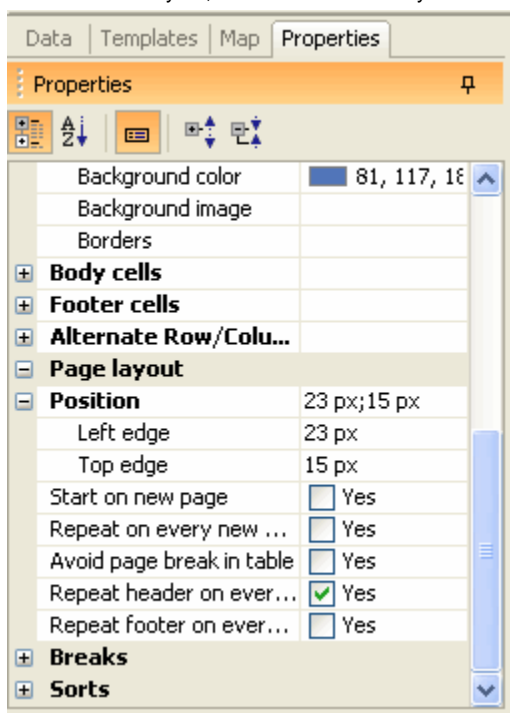 Data Templates Map Properties
Properties
Background color 81, 117, 18
Background image
Borders
Body cells
Footer cells
Alternate Row/Colu...
Page layout
Position 23 px;15 px
Left edge 23 px
Top edge 15 px
Start on new page Yes
Repeat on every new ... Yes
Avoid page break in table Yes
Repeat header on ever... Yes
Repeat footer on ever... Yes
Breaks
Sorts